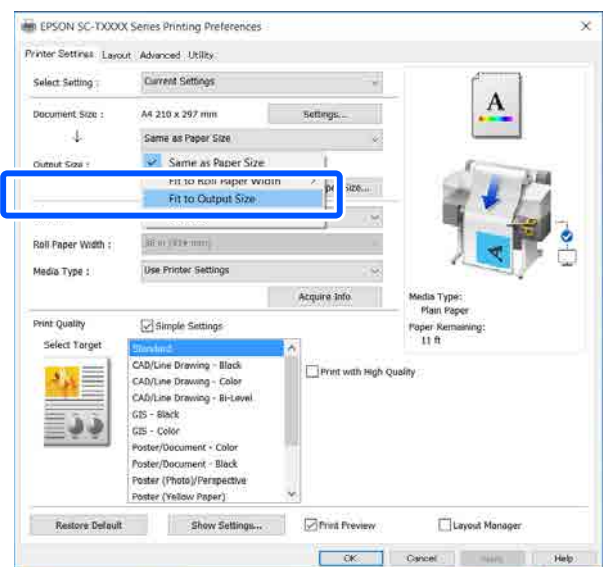 EPSON SC-TXXXX Series Printing Preferences
Printer Settings Layout Advanced Utility
Select Setting : Current Settings
Document Size : A4 210 x 297 mm Settings...
Same as Paper Size
Output Size : Same as Paper Size
Fit to Roll Paper Width
Fit to Output Size
Size...
Roll Paper Width :
Media Type : Use Printer Settings
Acquire Info
Media Type:
Plain Paper
Paper Remaining:
11 ft
Print Quality Simple Settings
Select Target Standard
CAD/Line Drawing - Black
CAD/Line Drawing - Color
CAD/Line Drawing - Bi-Level
GIS - Black
GIS - Color
Poster/Document - Color
Poster/Document - Black
Poster (Photo)/Perspective
Poster (Yellow Paper)
Print with High Quality
Restore Default Show Settings... Print Preview Layout Manager
OK Cancel Apply Help
A
A